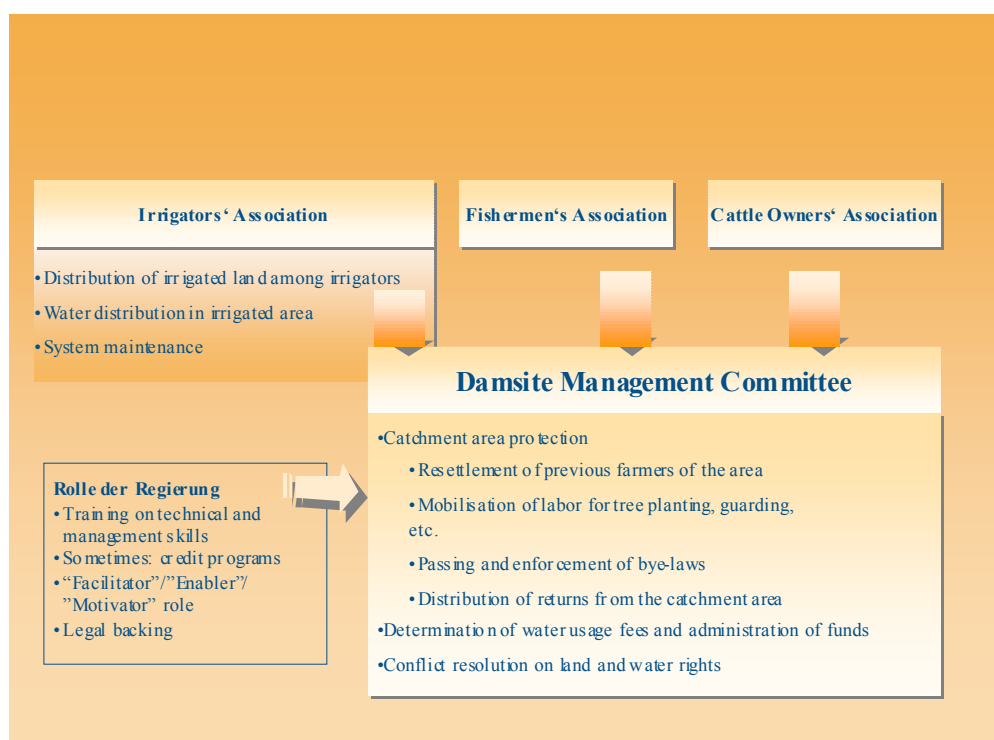 Irrigators‘ Association
• Distribution of irrigated land among irrigators
• Water distribution in irrigated area
• System maintenance
Fishermen‘s Association
Cattle Owners‘ Association
Damsite Management Committee
•Catchment area protection
• Resettlement of previous farmers of the area
• Mobilisation of labor for tree planting, guarding,
etc.
• Passing and enforcement of bye-laws
• Distribution of returns from the catchment area
•Determination of water usage fees and administration of funds
•Conflict resolution on land and water rights
Rolle der Regierung
• Training on technical and
management skills
• Sometimes: credit programs
• “Facilitator”/”Enabler”/
”Motivator” role
• Legal backing